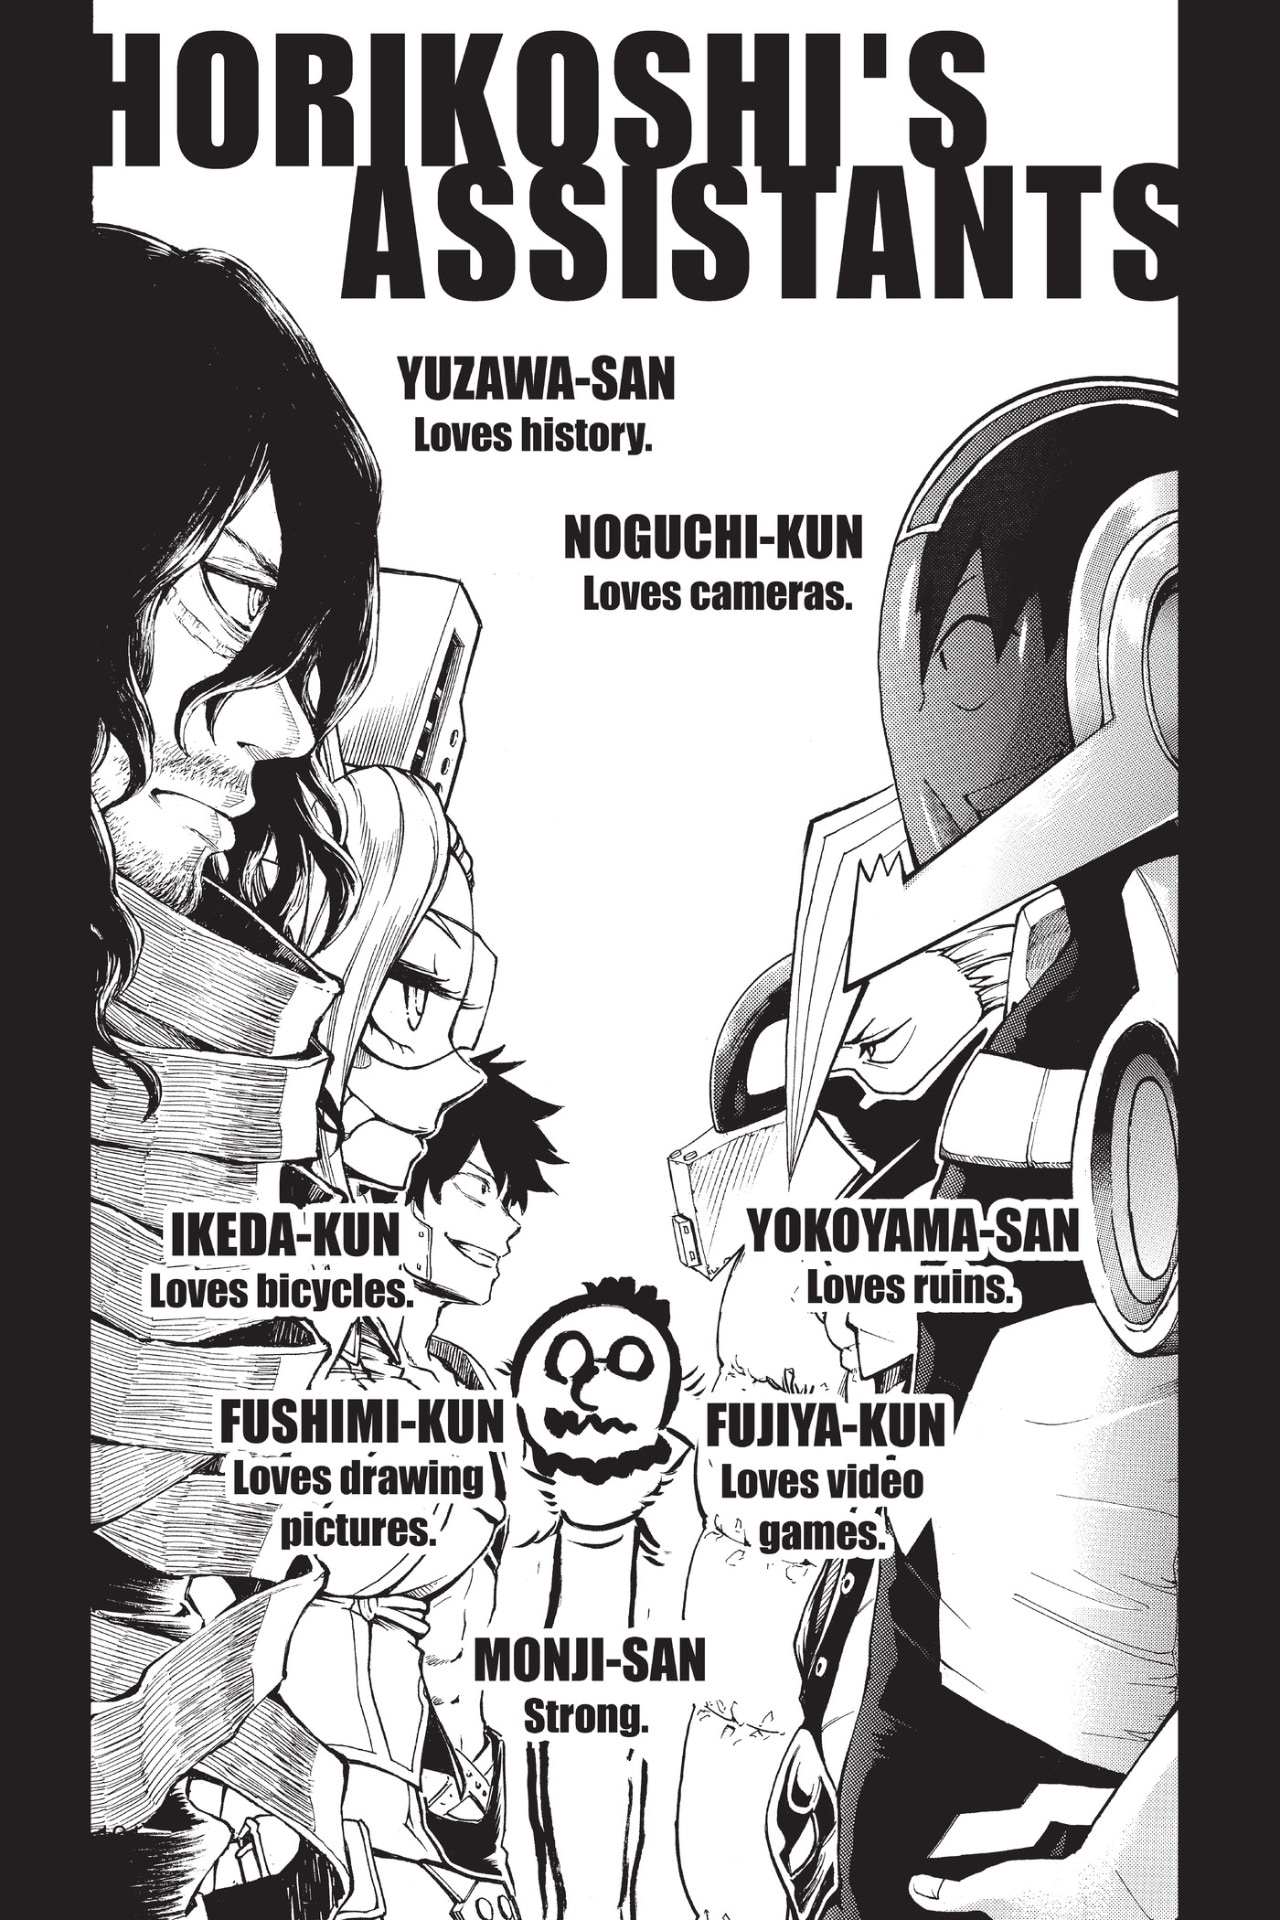 HORIKOSHI'S
ASSISTANTS
YUZAWA-SAN
Loves history.
NOGUCHI-KUN
Loves cameras.
IKEDA-KUN
Loves bicycles.
YOKOYAMA-SAN
Loves ruins.
FUSHIMI-KUN
Loves drawing
pictures.
FUJIYA-KUN
Loves video
games.
MONJI-SAN
Strong.